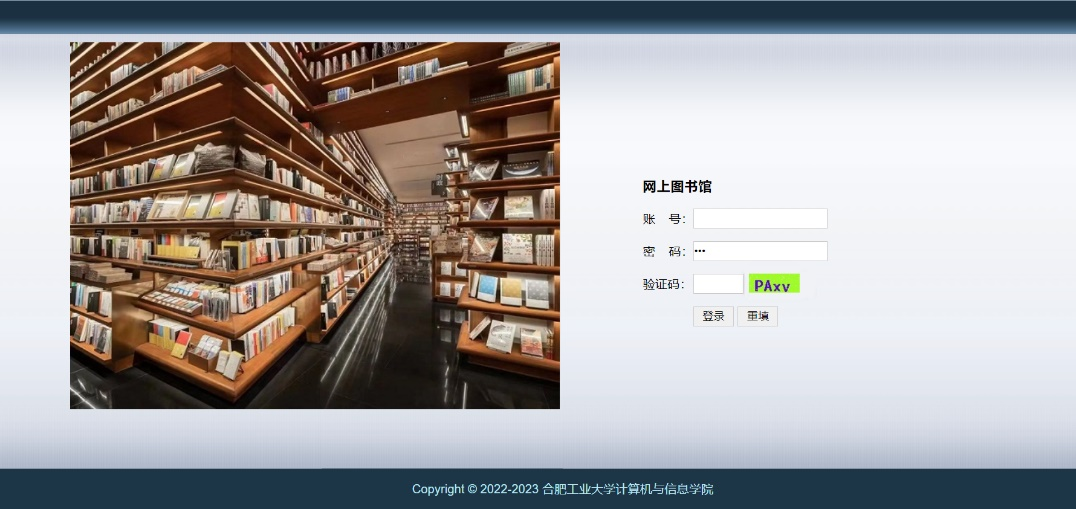 网上图书馆
账 号：
密 码：•••
验证码： PAxy
登录 重填
Copyright © 2022-2023 合肥工业大学计算机与信息学院